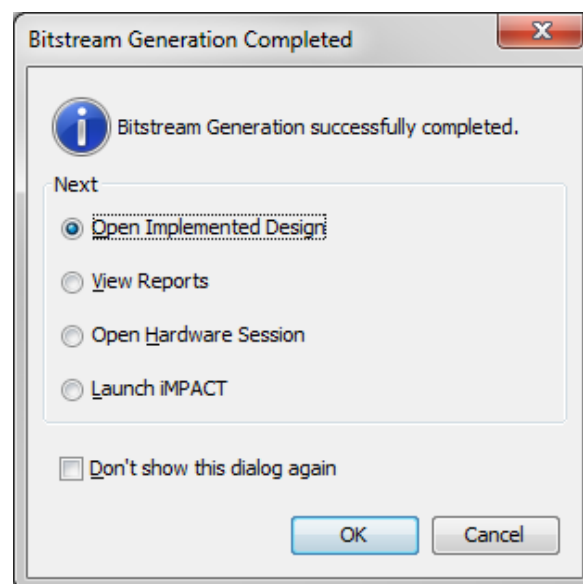 Bitstream Generation Completed
Bitstream Generation successfully completed.
Next
Open Implemented Design
View Reports
Open Hardware Session
Launch iMPACT
Don't show this dialog again
OK
Cancel